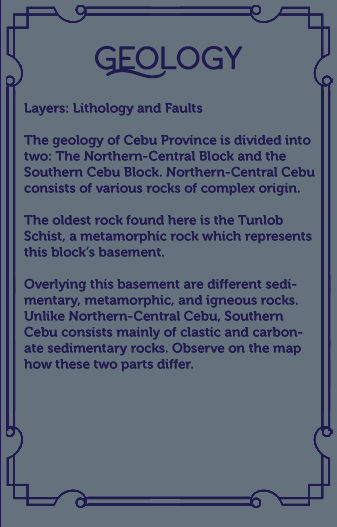 GEOLOGY
Layers: Lithology and Faults
The geology of Cebu Province is divided into
two: The Northern-Central Block and the
Southern Cebu Block. Northern-Central Cebu
consists of various rocks of complex origin.
The oldest rock found here is the Tunlob
Schist, a metamorphic rock which represents
this block's basement.
Overlying this basement are different sedi-
mentary, metamorphic, and igneous rocks.
Unlike Northern-Central Cebu, Southern
Cebu consists mainly of clastic and carbon-
ate sedimentary rocks. Observe on the map
how these two parts differ.